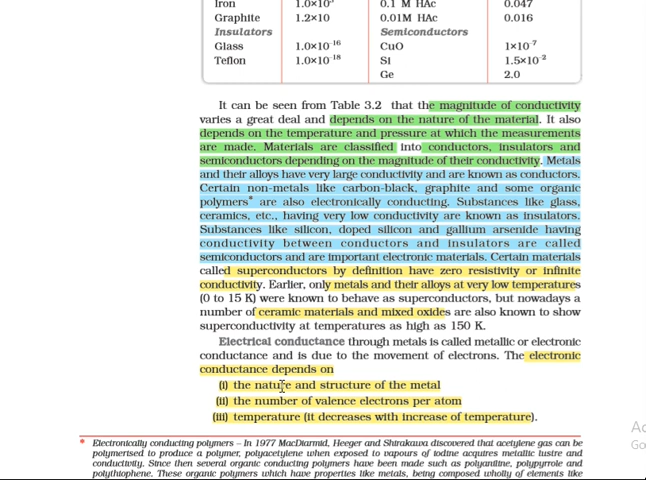 Iron 1.0×10³ 0.1 M HAc 0.047
Graphite 1.2×10 0.01M HAc 0.016
Insulators Semiconductors
Glass 1.0×10⁻¹⁶ CuO 1×10⁻⁷
Teflon 1.0×10⁻¹⁸ Si 1.5×10⁻²
Ge 2.0
It can be seen from Table 3.2 that the magnitude of conductivity
varies a great deal and depends on the nature of the material. It also
depends on the temperature and pressure at which the measurements
are made. Materials are classified into conductors, insulators and
semiconductors depending on the magnitude of their conductivity. Metals
and their alloys have very large conductivity and are known as conductors.
Certain non-metals like carbon-black, graphite and some organic
polymers* are also electronically conducting. Substances like glass,
ceramics, etc., having very low conductivity are known as insulators.
Substances like silicon, doped silicon and gallium arsenide having
conductivity between conductors and insulators are called
semiconductors and are important electronic materials. Certain materials
called superconductors by definition have zero resistivity or infinite
conductivity. Earlier, only metals and their alloys at very low temperatures
(0 to 15 K) were known to behave as superconductors, but nowadays a
number of ceramic materials and mixed oxides are also known to show
superconductivity at temperatures as high as 150 K.
Electrical conductance through metals is called metallic or electronic
conductance and is due to the movement of electrons. The electronic
conductance depends on
(i) the nature and structure of the metal
(ii) the number of valence electrons per atom
(iii) temperature (it decreases with increase of temperature).
* Electronically conducting polymers – In 1977 MacDiarmid, Heeger and Shirakawa discovered that acetylene gas can be
polymerised to produce a polymer, polyacetylene when exposed to vapours of iodine acquires metallic lustre and
conductivity. Since then several organic conducting polymers have been made such as polyaniline, polypyrrole and
polythiophene. These organic polymers which have properties like metals, being composed wholly of elements like